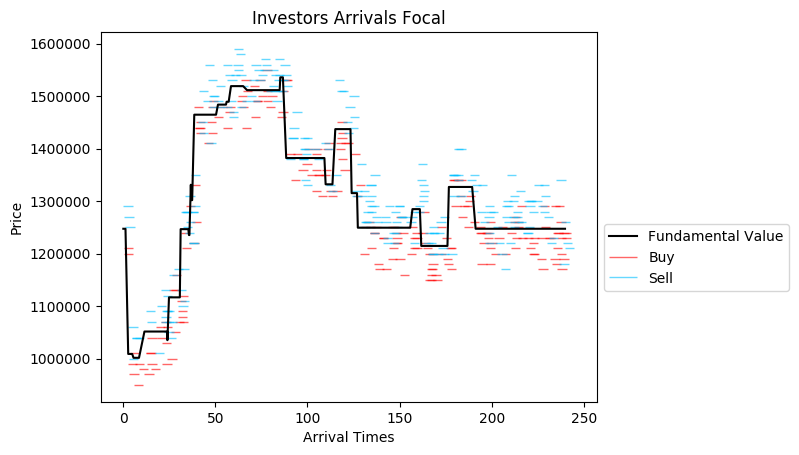 Investors Arrivals Focal
1600000
1500000
1400000
1300000
1200000
1100000
1000000
Price
0 50 100 150 200 250
Arrival Times
Fundamental Value
Buy
Sell